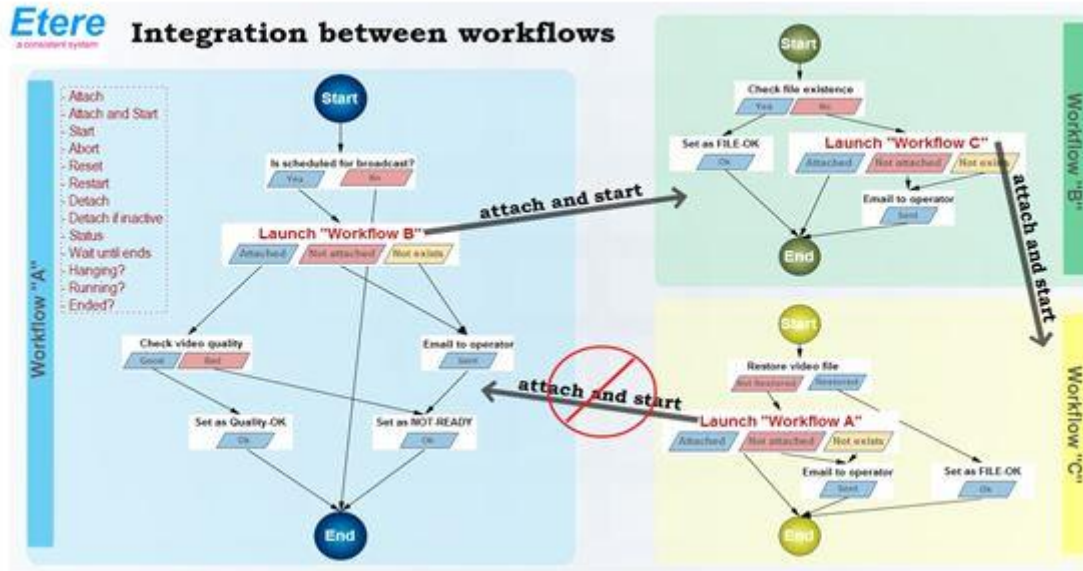 Etere
a consistent system
Integration between workflows
Workflow "A"
- Attach
- Attach and Start
- Start
- Abort
- Reset
- Restart
- Detach
- Detach if inactive
- Status
- Wait until ends
- Hanging?
- Running?
- Ended?
Start
Is scheduled for broadcast?
Yes No
Launch "Workflow B"
Attached Not attached Not exists
Check video quality
Good Bad
Email to operator
Sent
Set as Quality-OK
Ok
Set as NOT-READY
Ok
End
attach and start
Workflow "B"
Start
Check file existence
Yes No
Set as FILE-OK
Ok
Launch "Workflow C"
Attached Not attached Not exists
Email to operator
Sent
End
attach and start
Workflow "C"
Start
Restore video file
Not Restored Restored
Launch "Workflow A"
Attached Not attached Not exists
Email to operator
Sent
Set as FILE-OK
Ok
End
attach and start